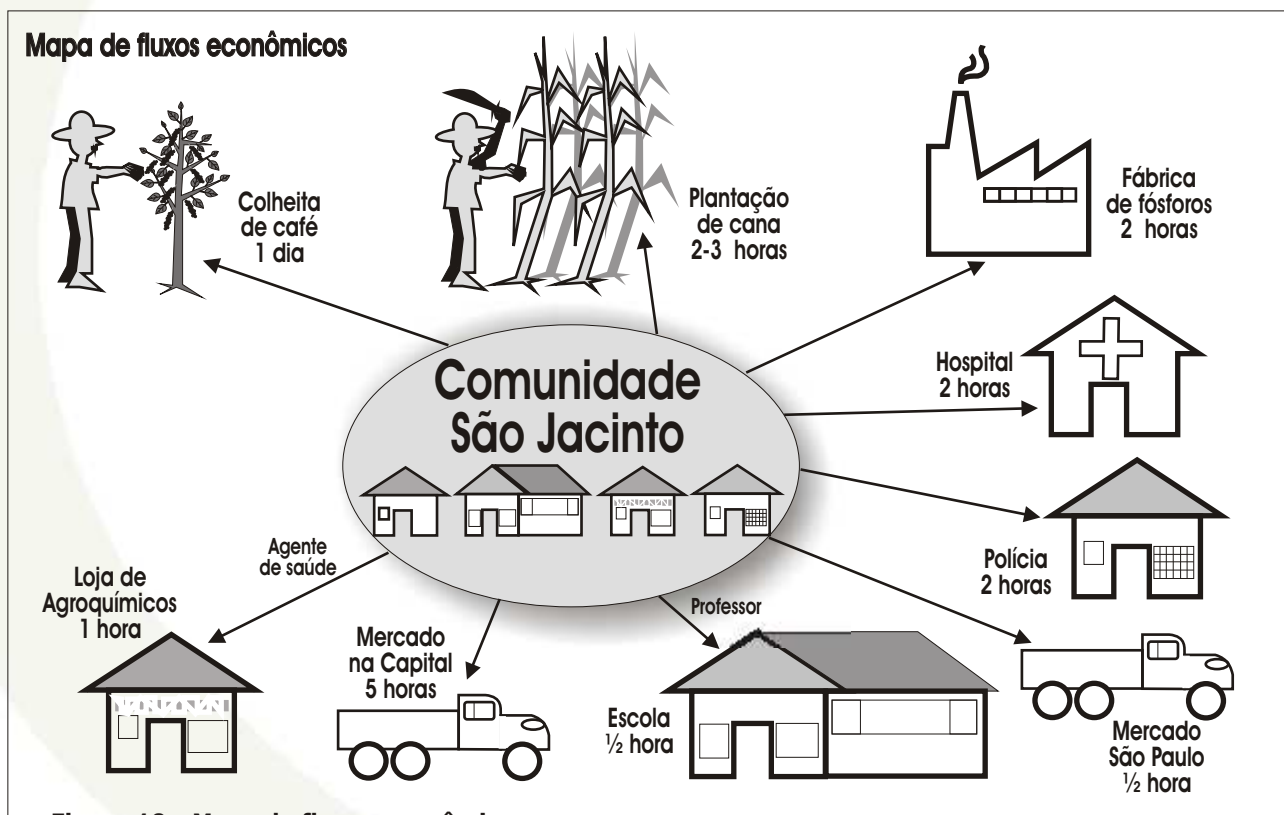 Mapa de fluxos econômicos
Colheita
de café
1 dia
Plantação
de cana
2-3 horas
Fábrica
de fósforos
2 horas
Comunidade
São Jacinto
Hospital
2 horas
Polícia
2 horas
Agente
de saúde
Loja de
Agroquímicos
1 hora
Mercado
na Capital
5 horas
Professor
Escola
½ hora
Mercado
São Paulo
½ hora